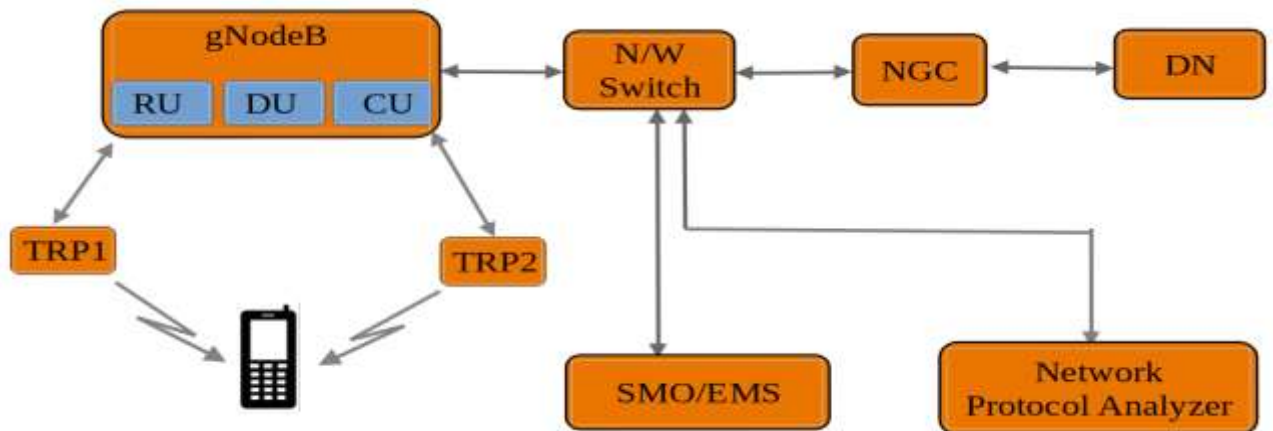 gNodeB
RU
DU
CU
N/W
Switch
NGC
DN
TRP1
TRP2
SMO/EMS
Network
Protocol Analyzer